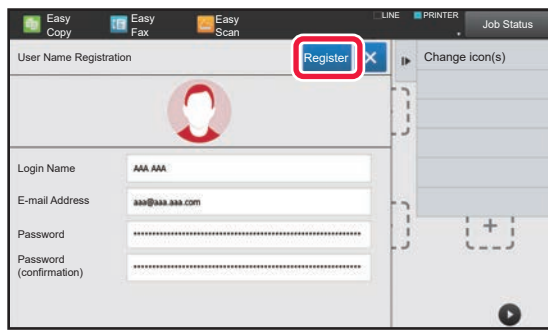 Easy Copy
Easy Fax
Easy Scan
LINE
PRINTER
Job Status
User Name Registration
Register
Change icon(s)
Login Name
AAA AAA
E-mail Address
aaa@aaa.aaa.com
Password
Password
(confirmation)